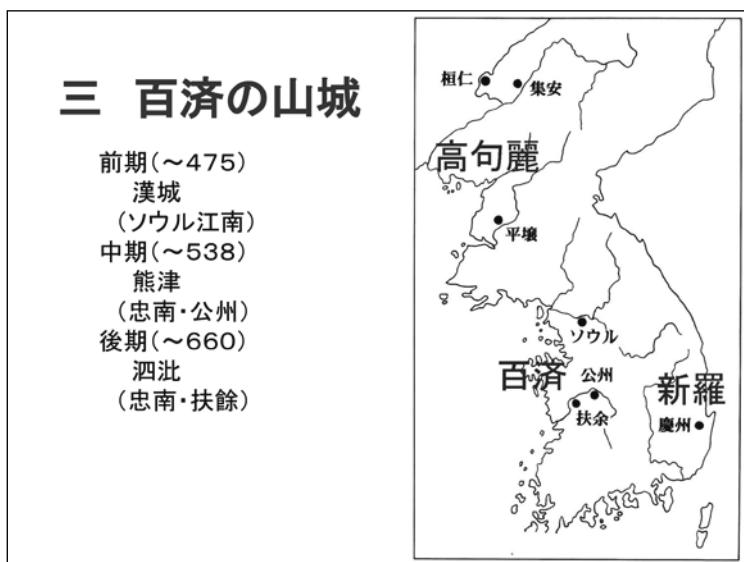 三 百済の山城
前期(～475)
漢城
(ソウル江南)
中期(～538)
熊津
(忠南・公州)
後期(～660)
泗沘
(忠南・扶餘)
桓仁
集安
高句麗
平壤
ソウル
百済
公州
扶余
新羅
慶州